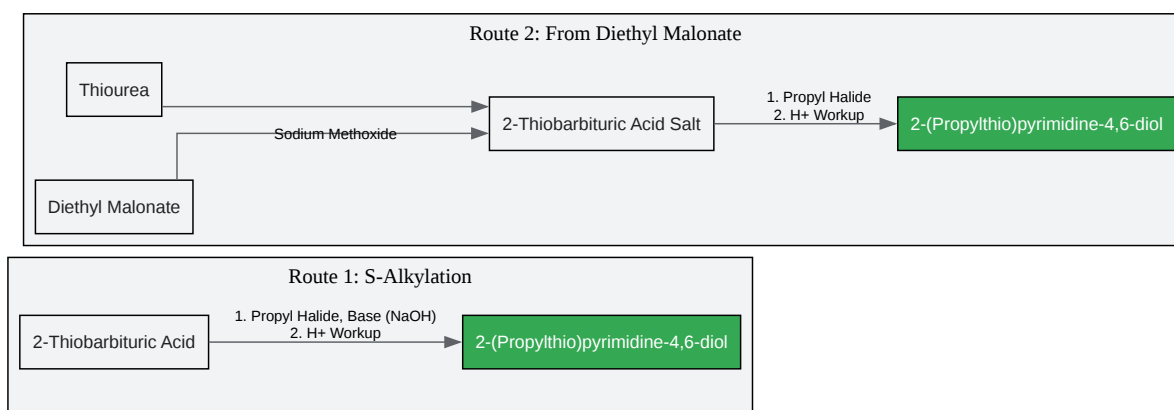 Route 2: From Diethyl Malonate
Thiourea
Diethyl Malonate
Sodium Methoxide
2-Thiobarbituric Acid Salt
1. Propyl Halide
2. H+ Workup
2-(Propylthio)pyrimidine-4,6-diol
Route 1: S-Alkylation
2-Thiobarbituric Acid
1. Propyl Halide, Base (NaOH)
2. H+ Workup
2-(Propylthio)pyrimidine-4,6-diol